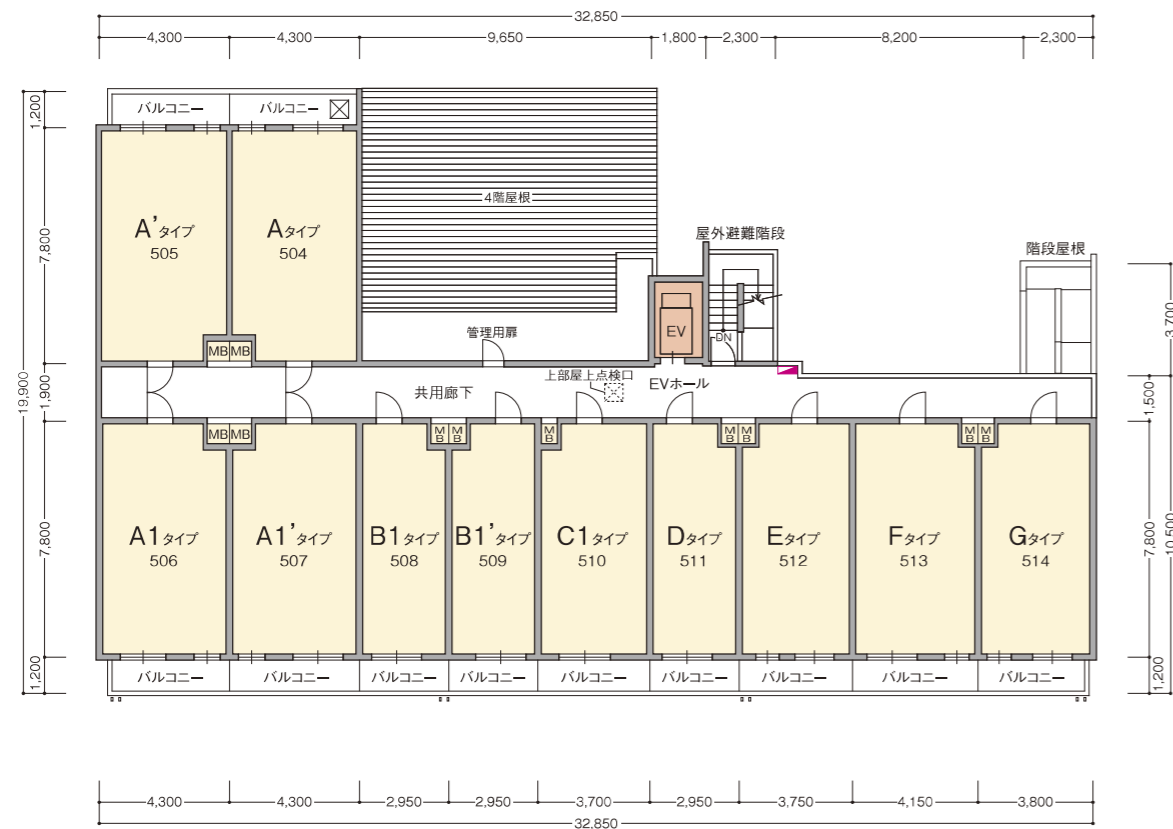 32,850
4,300 4,300 9,650 1,800 2,300 8,200 2,300
1,200
バルコニー バルコニー
4階屋根
屋外避難階段
階段屋根
A'タイプ
505
Aタイプ
504
7,800
19,900
3,700
管理用扉
EV
DN
MB MB
上部屋上点検口
EVホール
共用廊下
1,900
1,500
MB MB MB MB MB MB MB MB MB
A1タイプ
506
A1'タイプ
507
B1タイプ
508
B1'タイプ
509
C1タイプ
510
Dタイプ
511
Eタイプ
512
Fタイプ
513
Gタイプ
514
7,800
7,800
10,500
バルコニー バルコニー バルコニー バルコニー バルコニー バルコニー バルコニー バルコニー バルコニー
1,200
1,200
4,300 4,300 2,950 2,950 3,700 2,950 3,750 4,150 3,800
32,850